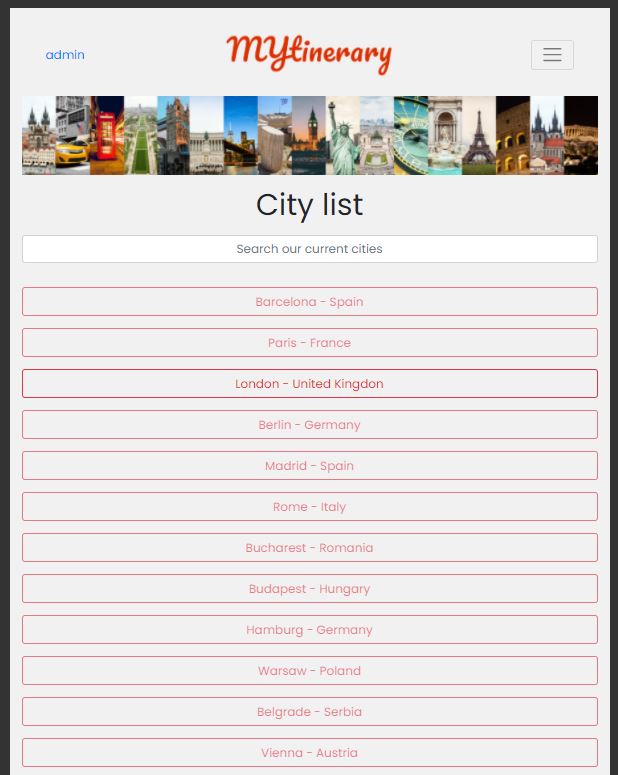 admin
MYtinerary
City list
Search our current cities
Barcelona - Spain
Paris - France
London - United Kingdon
Berlin - Germany
Madrid - Spain
Rome - Italy
Bucharest - Romania
Budapest - Hungary
Hamburg - Germany
Warsaw - Poland
Belgrade - Serbia
Vienna - Austria